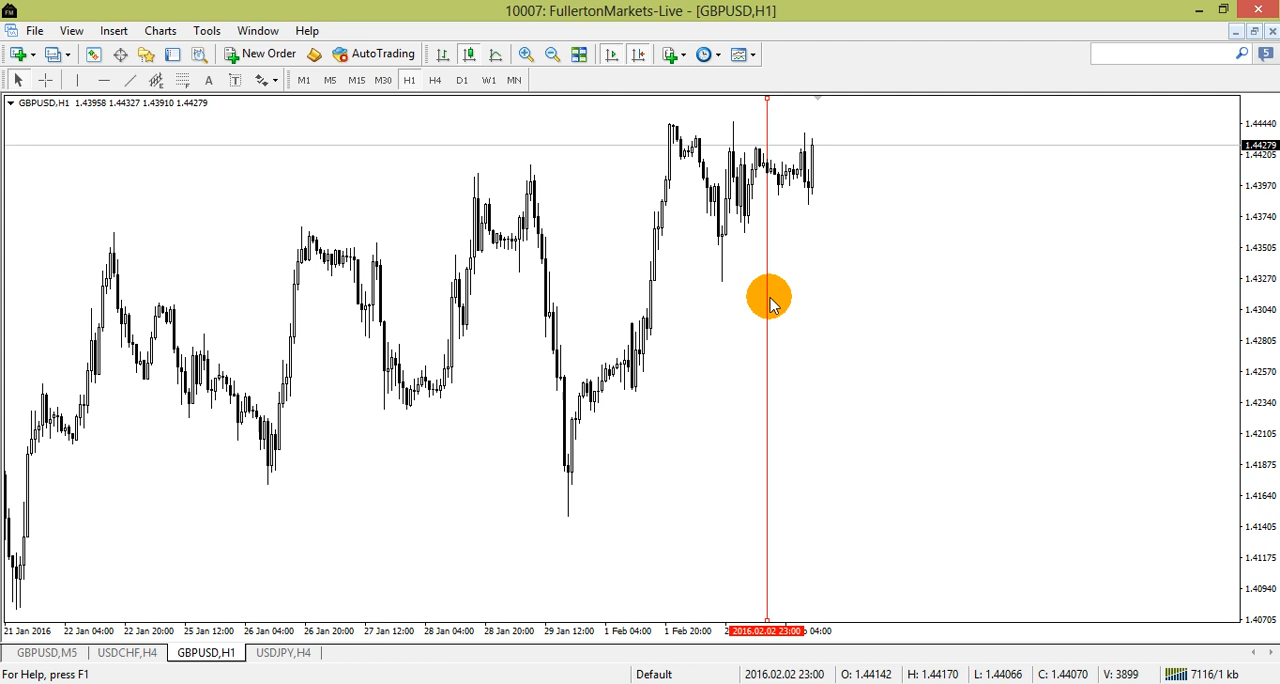 10007: FullertonMarkets-Live - [GBPUSD,H1]
File View Insert Charts Tools Window Help
New Order AutoTrading
5
A T M1 M5 M15 M30 H1 H4 D1 W1 MN
GBPUSD,H1 1.43958 1.44327 1.43910 1.44279
1.44440
1.44279
1.44205
1.43970
1.43740
1.43505
1.43270
1.43040
1.42805
1.42570
1.42340
1.42105
1.41875
1.41640
1.41405
1.41175
1.40940
1.40705
21 Jan 2016 22 Jan 04:00 22 Jan 20:00 25 Jan 12:00 26 Jan 04:00 26 Jan 20:00 27 Jan 12:00 28 Jan 04:00 28 Jan 20:00 29 Jan 12:00 1 Feb 04:00 1 Feb 20:00 2 2016.02.02 23:00 04:00
GBPUSD,M5 USDCHF,H4 GBPUSD,H1 USDJPY,H4
For Help, press F1 Default 2016.02.02 23:00 O: 1.44142 H: 1.44170 L: 1.44066 C: 1.44070 V: 3899 7116/1 kb